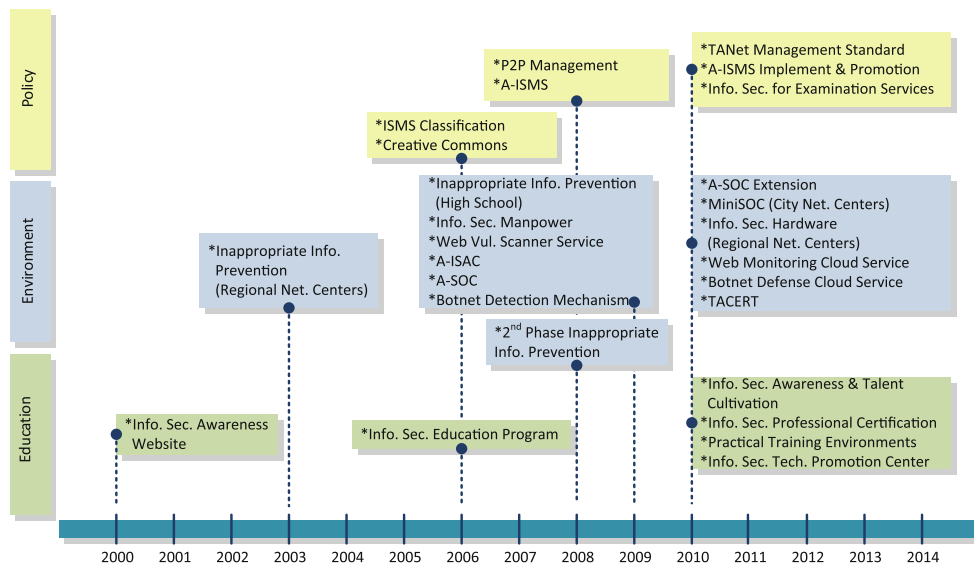 Policy
*P2P Management
*A-ISMS
*ISMS Classification
*Creative Commons
*TANet Management Standard
*A-ISMS Implement & Promotion
*Info. Sec. for Examination Services
Environment
*Inappropriate Info.
Prevention
(Regional Net. Centers)
*Inappropriate Info. Prevention
(High School)
*Info. Sec. Manpower
*Web Vul. Scanner Service
*A-ISAC
*A-SOC
*Botnet Detection Mechanism
*2nd Phase Inappropriate
Info. Prevention
*A-SOC Extension
*MiniSOC (City Net. Centers)
*Info. Sec. Hardware
(Regional Net. Centers)
*Web Monitoring Cloud Service
*Botnet Defense Cloud Service
*TACERT
Education
*Info. Sec. Awareness
Website
*Info. Sec. Education Program
*Info. Sec. Awareness & Talent
Cultivation
*Info. Sec. Professional Certification
*Practical Training Environments
*Info. Sec. Tech. Promotion Center
2000 2001 2002 2003 2004 2005 2006 2007 2008 2009 2010 2011 2012 2013 2014